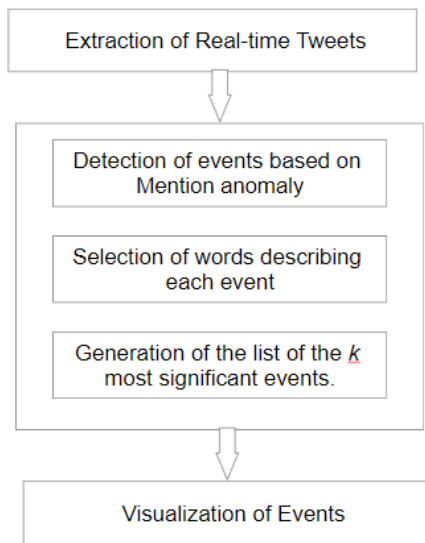 Extraction of Real-time Tweets
Detection of events based on
Mention anomaly
Selection of words describing
each event
Generation of the list of the k
most significant events.
Visualization of Events